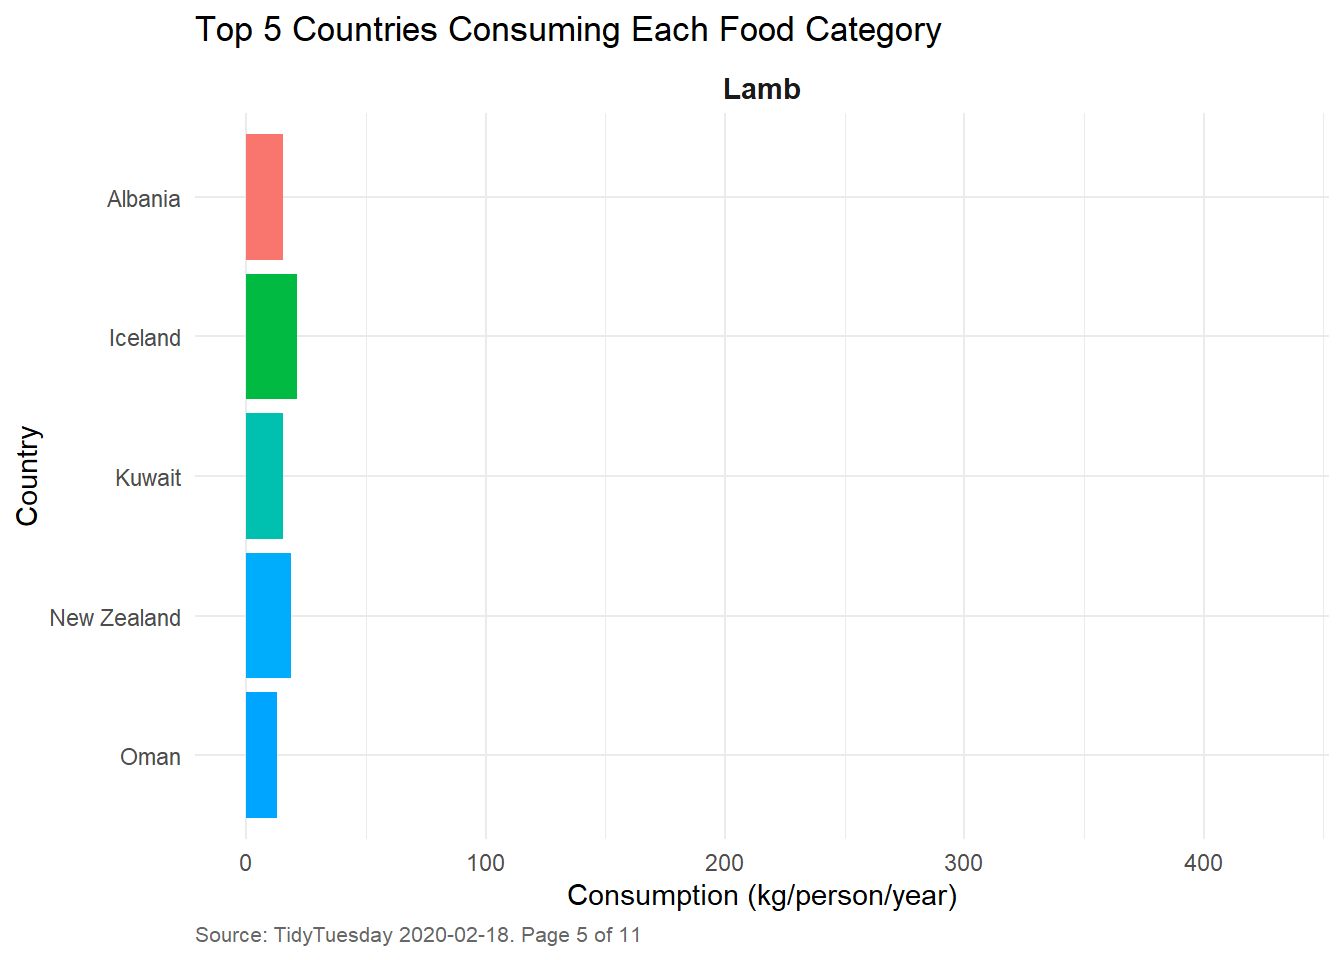 Top 5 Countries Consuming Each Food Category
Lamb
Albania
Iceland
Kuwait
New Zealand
Oman
Country
0 100 200 300 400
Consumption (kg/person/year)
Source: TidyTuesday 2020-02-18. Page 5 of 11